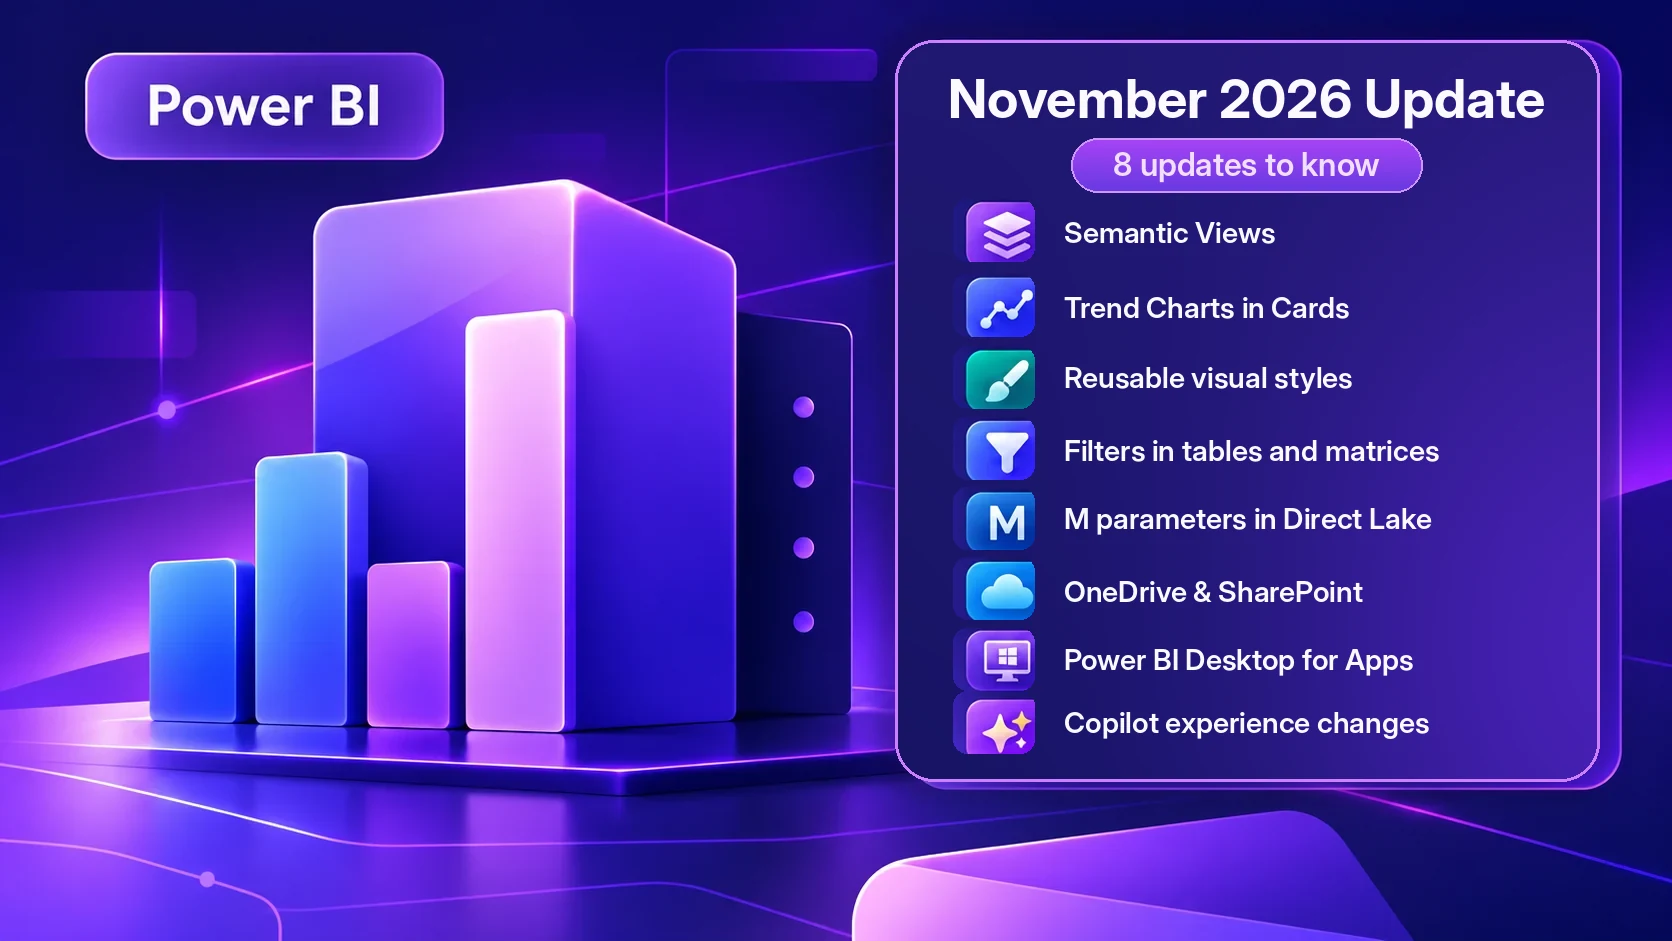 Power BI
November 2026 Update
8 updates to know
Semantic Views
Trend Charts in Cards
Reusable visual styles
Filters in tables and matrices
M
M parameters in Direct Lake
OneDrive & SharePoint
Power BI Desktop for Apps
Copilot experience changes